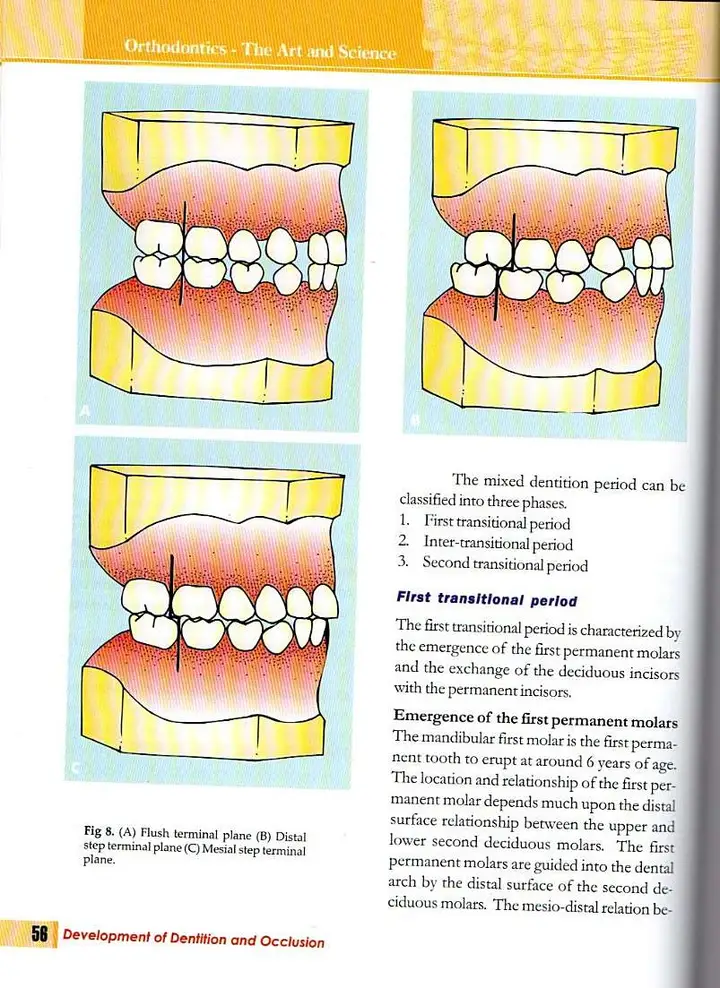 Orthodontics - The Art and Science
A
B
C
Fig 8. (A) Flush terminal plane (B) Distal
step terminal plane (C) Mesial step terminal
plane.
The mixed dentition period can be
classified into three phases.
1. First transitional period
2. Inter-transitional period
3. Second transitional period
First transitional period
The first transitional period is characterized by
the emergence of the first permanent molars
and the exchange of the deciduous incisors
with the permanent incisors.
Emergence of the first permanent molars
The mandibular first molar is the first perma-
nent tooth to erupt at around 6 years of age.
The location and relationship of the first per-
manent molar depends much upon the distal
surface relationship between the upper and
lower second deciduous molars. The first
permanent molars are guided into the dental
arch by the distal surface of the second de-
ciduous molars. The mesio-distal relation be-
56 Development of Dentition and Occlusion